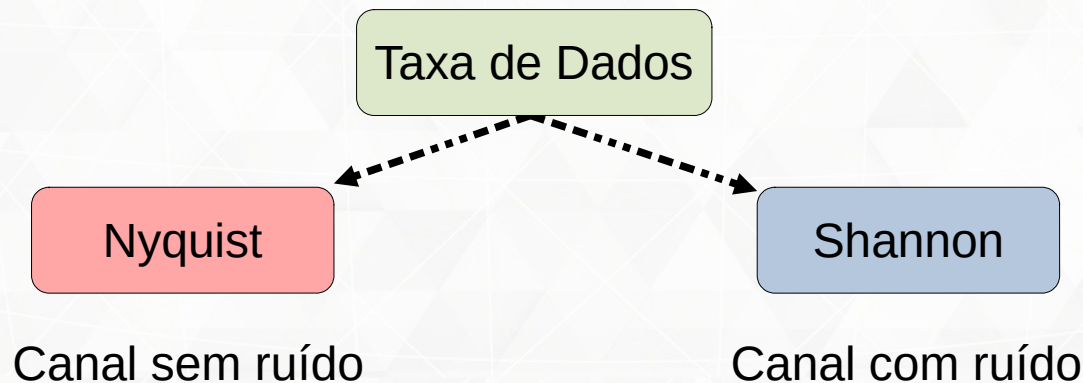 Taxa de Dados
Nyquist
Shannon
Canal sem ruído
Canal com ruído